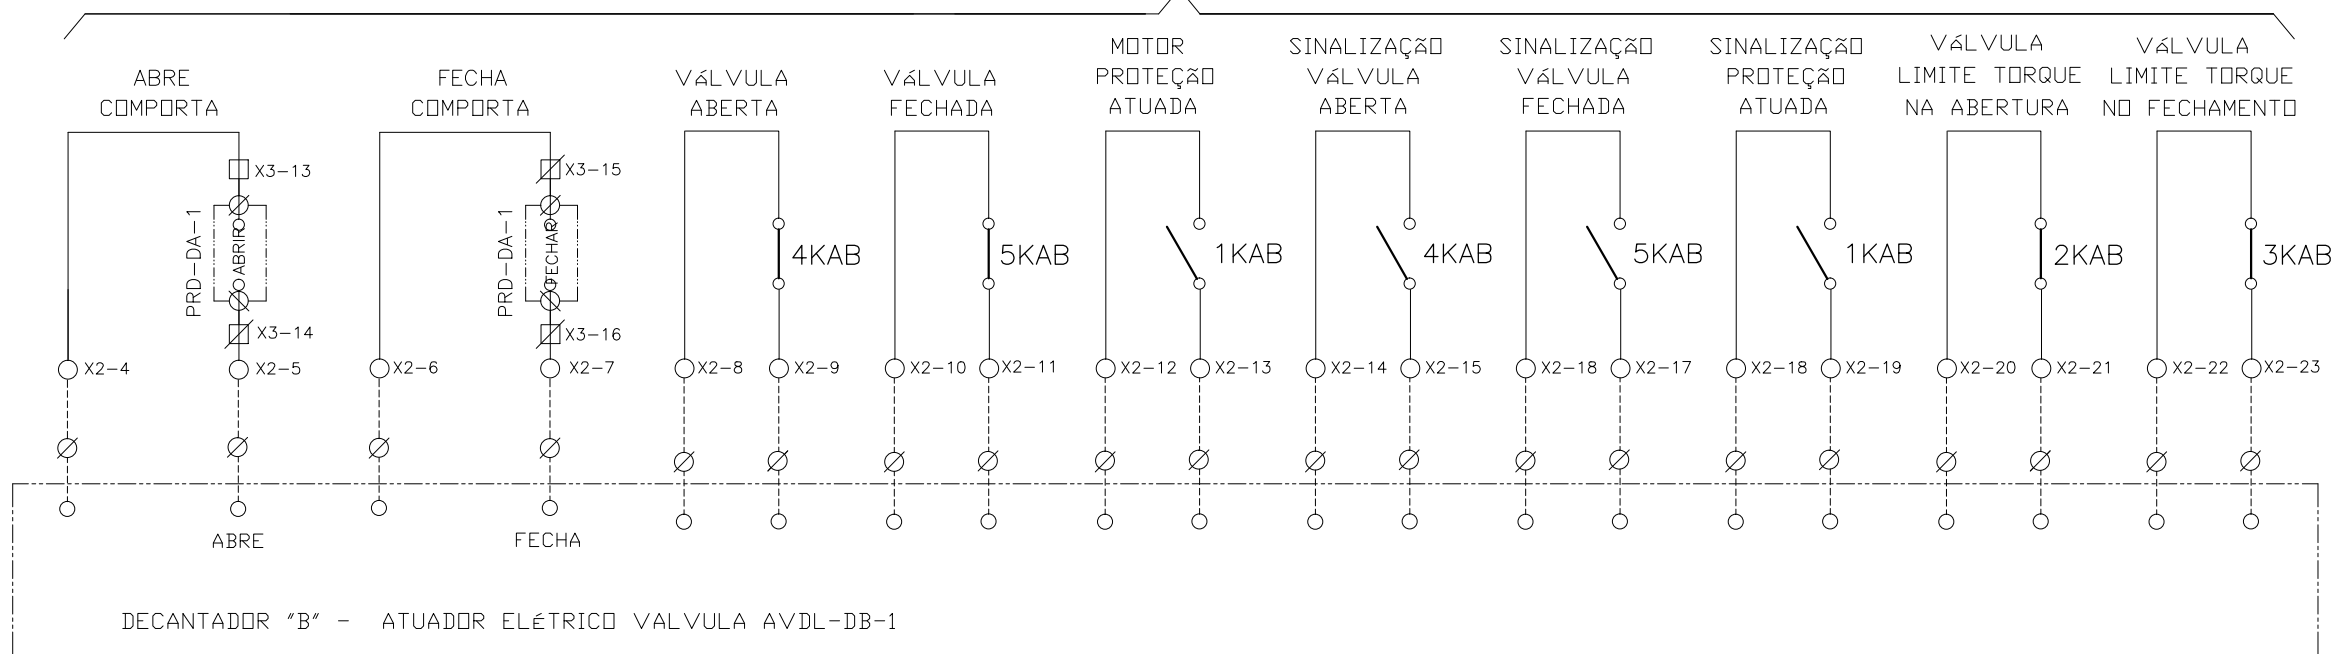 ABRE
COMPORTA
FECHA
COMPORTA
VáLVULA
ABERTA
VáLVULA
FECHADA
MOTOR
PROTEÇãO
ATUADA
SINALIZAÇãO
VáLVULA
ABERTA
SINALIZAÇãO
VáLVULA
FECHADA
SINALIZAÇãO
PROTEÇãO
ATUADA
VáLVULA
LIMITE TORQUE
NA ABERTURA
VáLVULA
LIMITE TORQUE
NO FECHAMENTO
X3-13
PRD-DA-1
ABRIR
X3-14
X3-15
PRD-DA-1
FECHAR
X3-16
4KAB
5KAB
1KAB
4KAB
5KAB
1KAB
2KAB
3KAB
X2-4
X2-5
X2-6
X2-7
X2-8
X2-9
X2-10
X2-11
X2-12
X2-13
X2-14
X2-15
X2-18
X2-17
X2-18
X2-19
X2-20
X2-21
X2-22
X2-23
ABRE
FECHA
DECANTADOR "B" - ATUADOR ELéTRICO VALVULA AVDL-DB-1